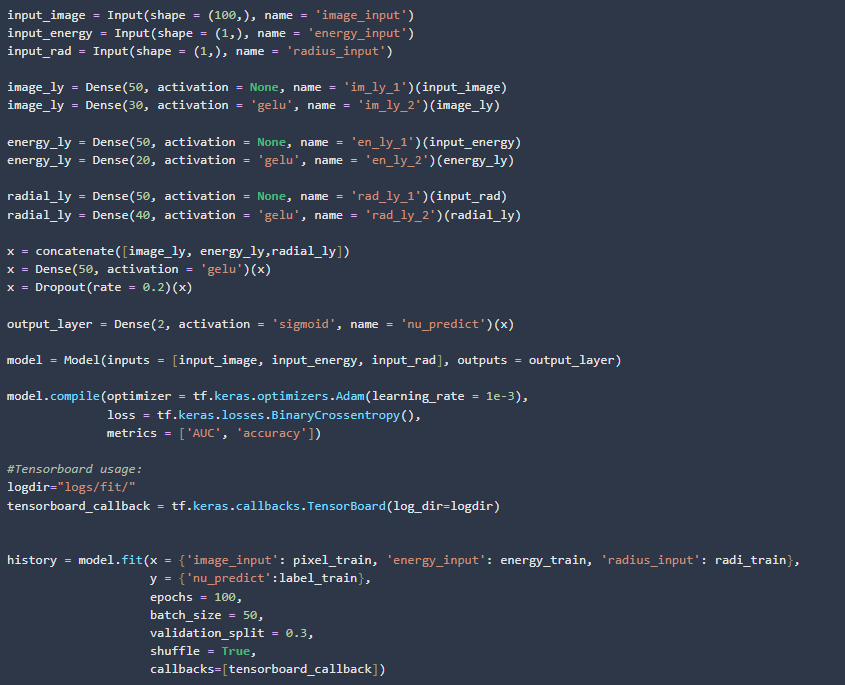 input_image = Input(shape = (100,), name = 'image_input')
input_energy = Input(shape = (1,), name = 'energy_input')
input_rad = Input(shape = (1,), name = 'radius_input')
image_ly = Dense(50, activation = None, name = 'im_ly_1')(input_image)
image_ly = Dense(30, activation = 'gelu', name = 'im_ly_2')(image_ly)
energy_ly = Dense(50, activation = None, name = 'en_ly_1')(input_energy)
energy_ly = Dense(20, activation = 'gelu', name = 'en_ly_2')(energy_ly)
radial_ly = Dense(50, activation = None, name = 'rad_ly_1')(input_rad)
radial_ly = Dense(40, activation = 'gelu', name = 'rad_ly_2')(radial_ly)
x = concatenate([image_ly, energy_ly,radial_ly])
x = Dense(50, activation = 'gelu')(x)
x = Dropout(rate = 0.2)(x)
output_layer = Dense(2, activation = 'sigmoid', name = 'nu_predict')(x)
model = Model(inputs = [input_image, input_energy, input_rad], outputs = output_layer)
model.compile(optimizer = tf.keras.optimizers.Adam(learning_rate = 1e-3),
              loss = tf.keras.losses.BinaryCrossentropy(),
              metrics = ['AUC', 'accuracy'])
#Tensorboard usage:
logdir="logs/fit/"
tensorboard_callback = tf.keras.callbacks.TensorBoard(log_dir=logdir)
history = model.fit(x = {'image_input': pixel_train, 'energy_input': energy_train, 'radius_input': radi_train},
                    y = {'nu_predict':label_train},
                    epochs = 100,
                    batch_size = 50,
                    validation_split = 0.3,
                    shuffle = True,
                    callbacks=[tensorboard_callback])